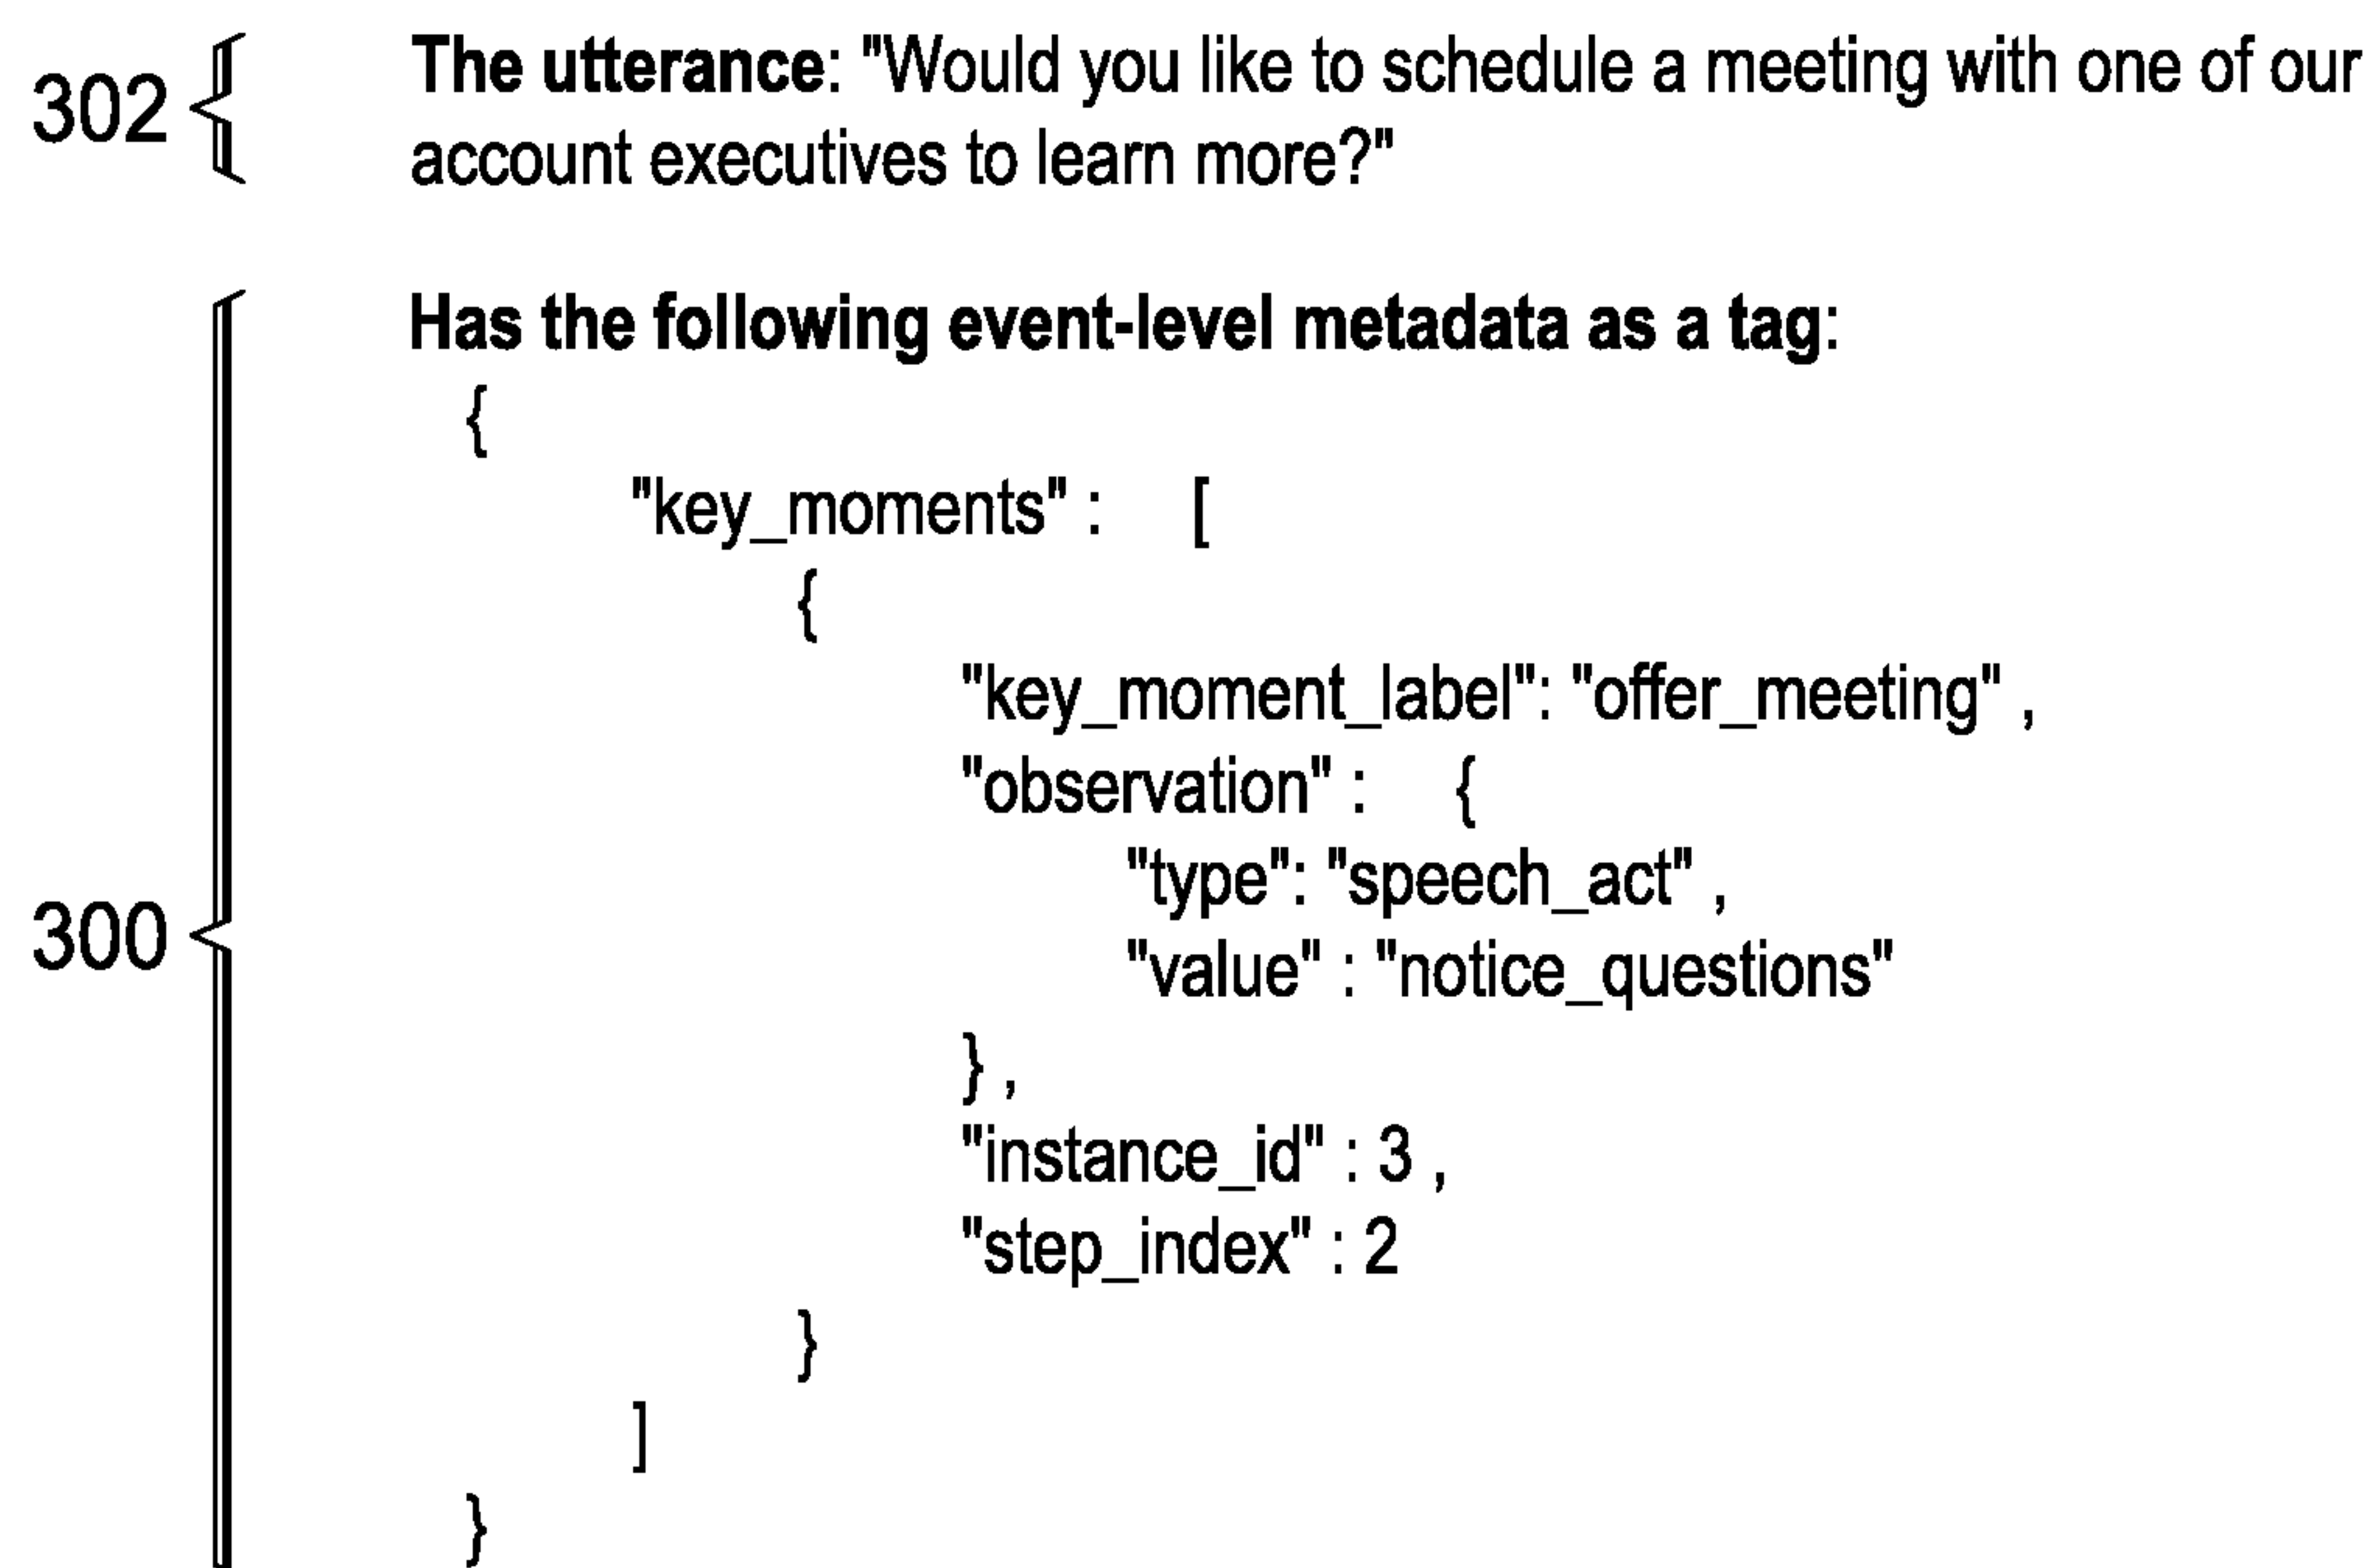 302
The utterance: "Would you like to schedule a meeting with one of our
account executives to learn more?"
Has the following event-level metadata as a tag:
{
"key_moments" : [
{
"key_moment_label": "offer_meeting" ,
"observation" : {
"type": "speech_act" ,
"value" : "notice_questions"
300
} ,
"instance_id" : 3 ,
"step_index" : 2
}
]
}